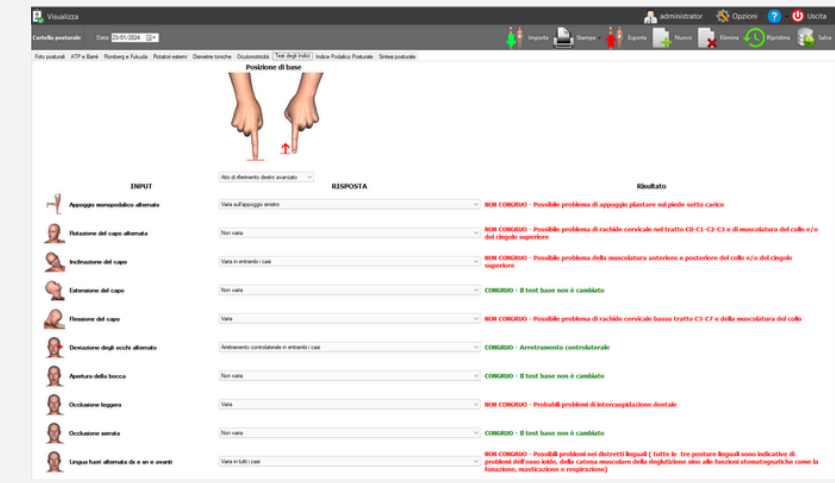 Visualizza administrator Opzioni ? Uscita
Cartella posturale Data: 23/01/2024 Importa Stampa Esporta Nuovo Elimina Ripristina Salva
Foto posturali ATP e Barré Romberg e Fukuda Rotatori esterni Diametrie toniche Oculomotricità Test degli Indici Indice Podalico Posturale Sintesi posturale
Posizione di base
Arto di riferimento destro avanzato
INPUT RISPOSTA Risultato
Appoggio monopodalico alternato Varia sull'appoggio sinistro NON CONGRUO - Possibile problema di appoggio plantare sul piede sotto carico
Rotazione del capo alternata Non varia NON CONGRUO - Possibile problema di rachide cervicale nel tratto C0-C1-C2-C3 e di muscolatura del collo e/o
del cingolo superiore
Inclinazione del capo Varia in entrambi i casi NON CONGRUO - Possibile problema della muscolatura anteriore e posteriore del collo e/o del cingolo
superiore
Estensione del capo Non varia CONGRUO - Il test base non è cambiato
Flessione del capo Varia NON CONGRUO - Possibile problema di rachide cervicale basso tratto C3-C7 e della muscolatura del collo
Deviazione degli occhi alternato Arretramento controlaterale in entrambi i casi CONGRUO - Arretramento controlaterale
Apertura della bocca Non varia CONGRUO - Il test base non è cambiato
Occlusione leggera Varia NON CONGRUO - Probabili problemi di intercuspidazione dentale
Occlusione serrata Non varia CONGRUO - Il test base non è cambiato
Lingua fuori alternata dx e sn e avanti Varia in tutti i casi NON CONGRUO - Possibili problemi nei distretti linguali ( tutte le tre posture linguali sono indicative di
problemi dell'osso ioide, della catena muscolare della deglutizione sino alle funzioni stomatognatiche come la
fonazione, masticazione e respirazione)